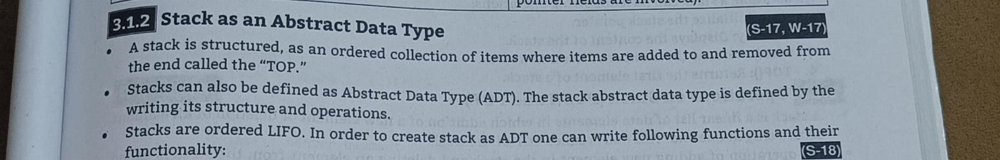 pointer fields are involved).
3.1.2 Stack as an Abstract Data Type (S-17, W-17)
• A stack is structured, as an ordered collection of items where items are added to and removed from
the end called the “TOP.”
• Stacks can also be defined as Abstract Data Type (ADT). The stack abstract data type is defined by the
writing its structure and operations.
• Stacks are ordered LIFO. In order to create stack as ADT one can write following functions and their
functionality: (S-18)